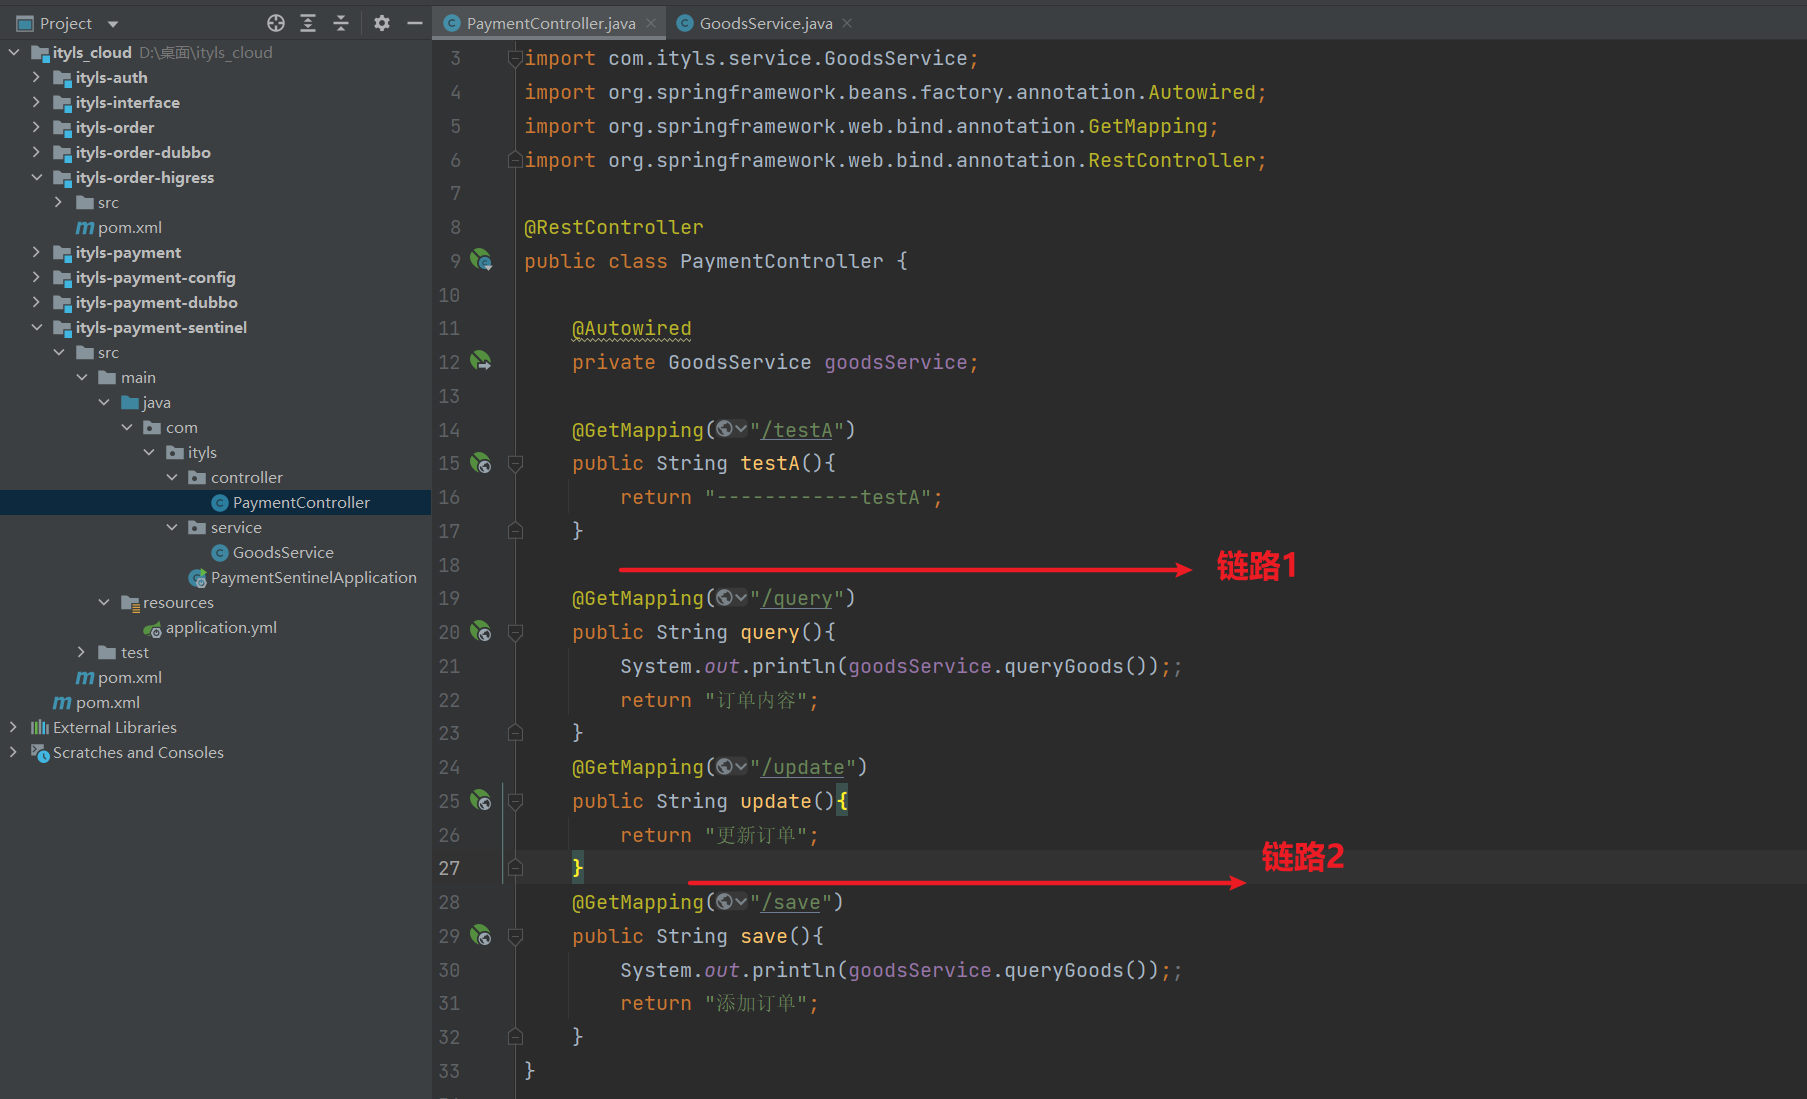 Project
ityls_cloud D:\桌面\ityls_cloud
ityls-auth
ityls-interface
ityls-order
ityls-order-dubbo
ityls-order-higress
src
pom.xml
ityls-payment
ityls-payment-config
ityls-payment-dubbo
ityls-payment-sentinel
src
main
java
com
ityls
controller
PaymentController
service
GoodsService
PaymentSentinelApplication
resources
application.yml
test
pom.xml
pom.xml
External Libraries
Scratches and Consoles
PaymentController.java GoodsService.java
3 import com.ityls.service.GoodsService;
4 import org.springframework.beans.factory.annotation.Autowired;
5 import org.springframework.web.bind.annotation.GetMapping;
6 import org.springframework.web.bind.annotation.RestController;
7
8 @RestController
9 public class PaymentController {
10
11 @Autowired
12 private GoodsService goodsService;
13
14 @GetMapping("/testA")
15 public String testA(){
16 return "------------testA";
17 }
18 链路1
19 @GetMapping("/query")
20 public String query(){
21 System.out.println(goodsService.queryGoods());;
22 return "订单内容";
23 }
24 @GetMapping("/update")
25 public String update(){
26 return "更新订单";
链路2
27 }
28 @GetMapping("/save")
29 public String save(){
30 System.out.println(goodsService.queryGoods());;
31 return "添加订单";
32 }
33 }